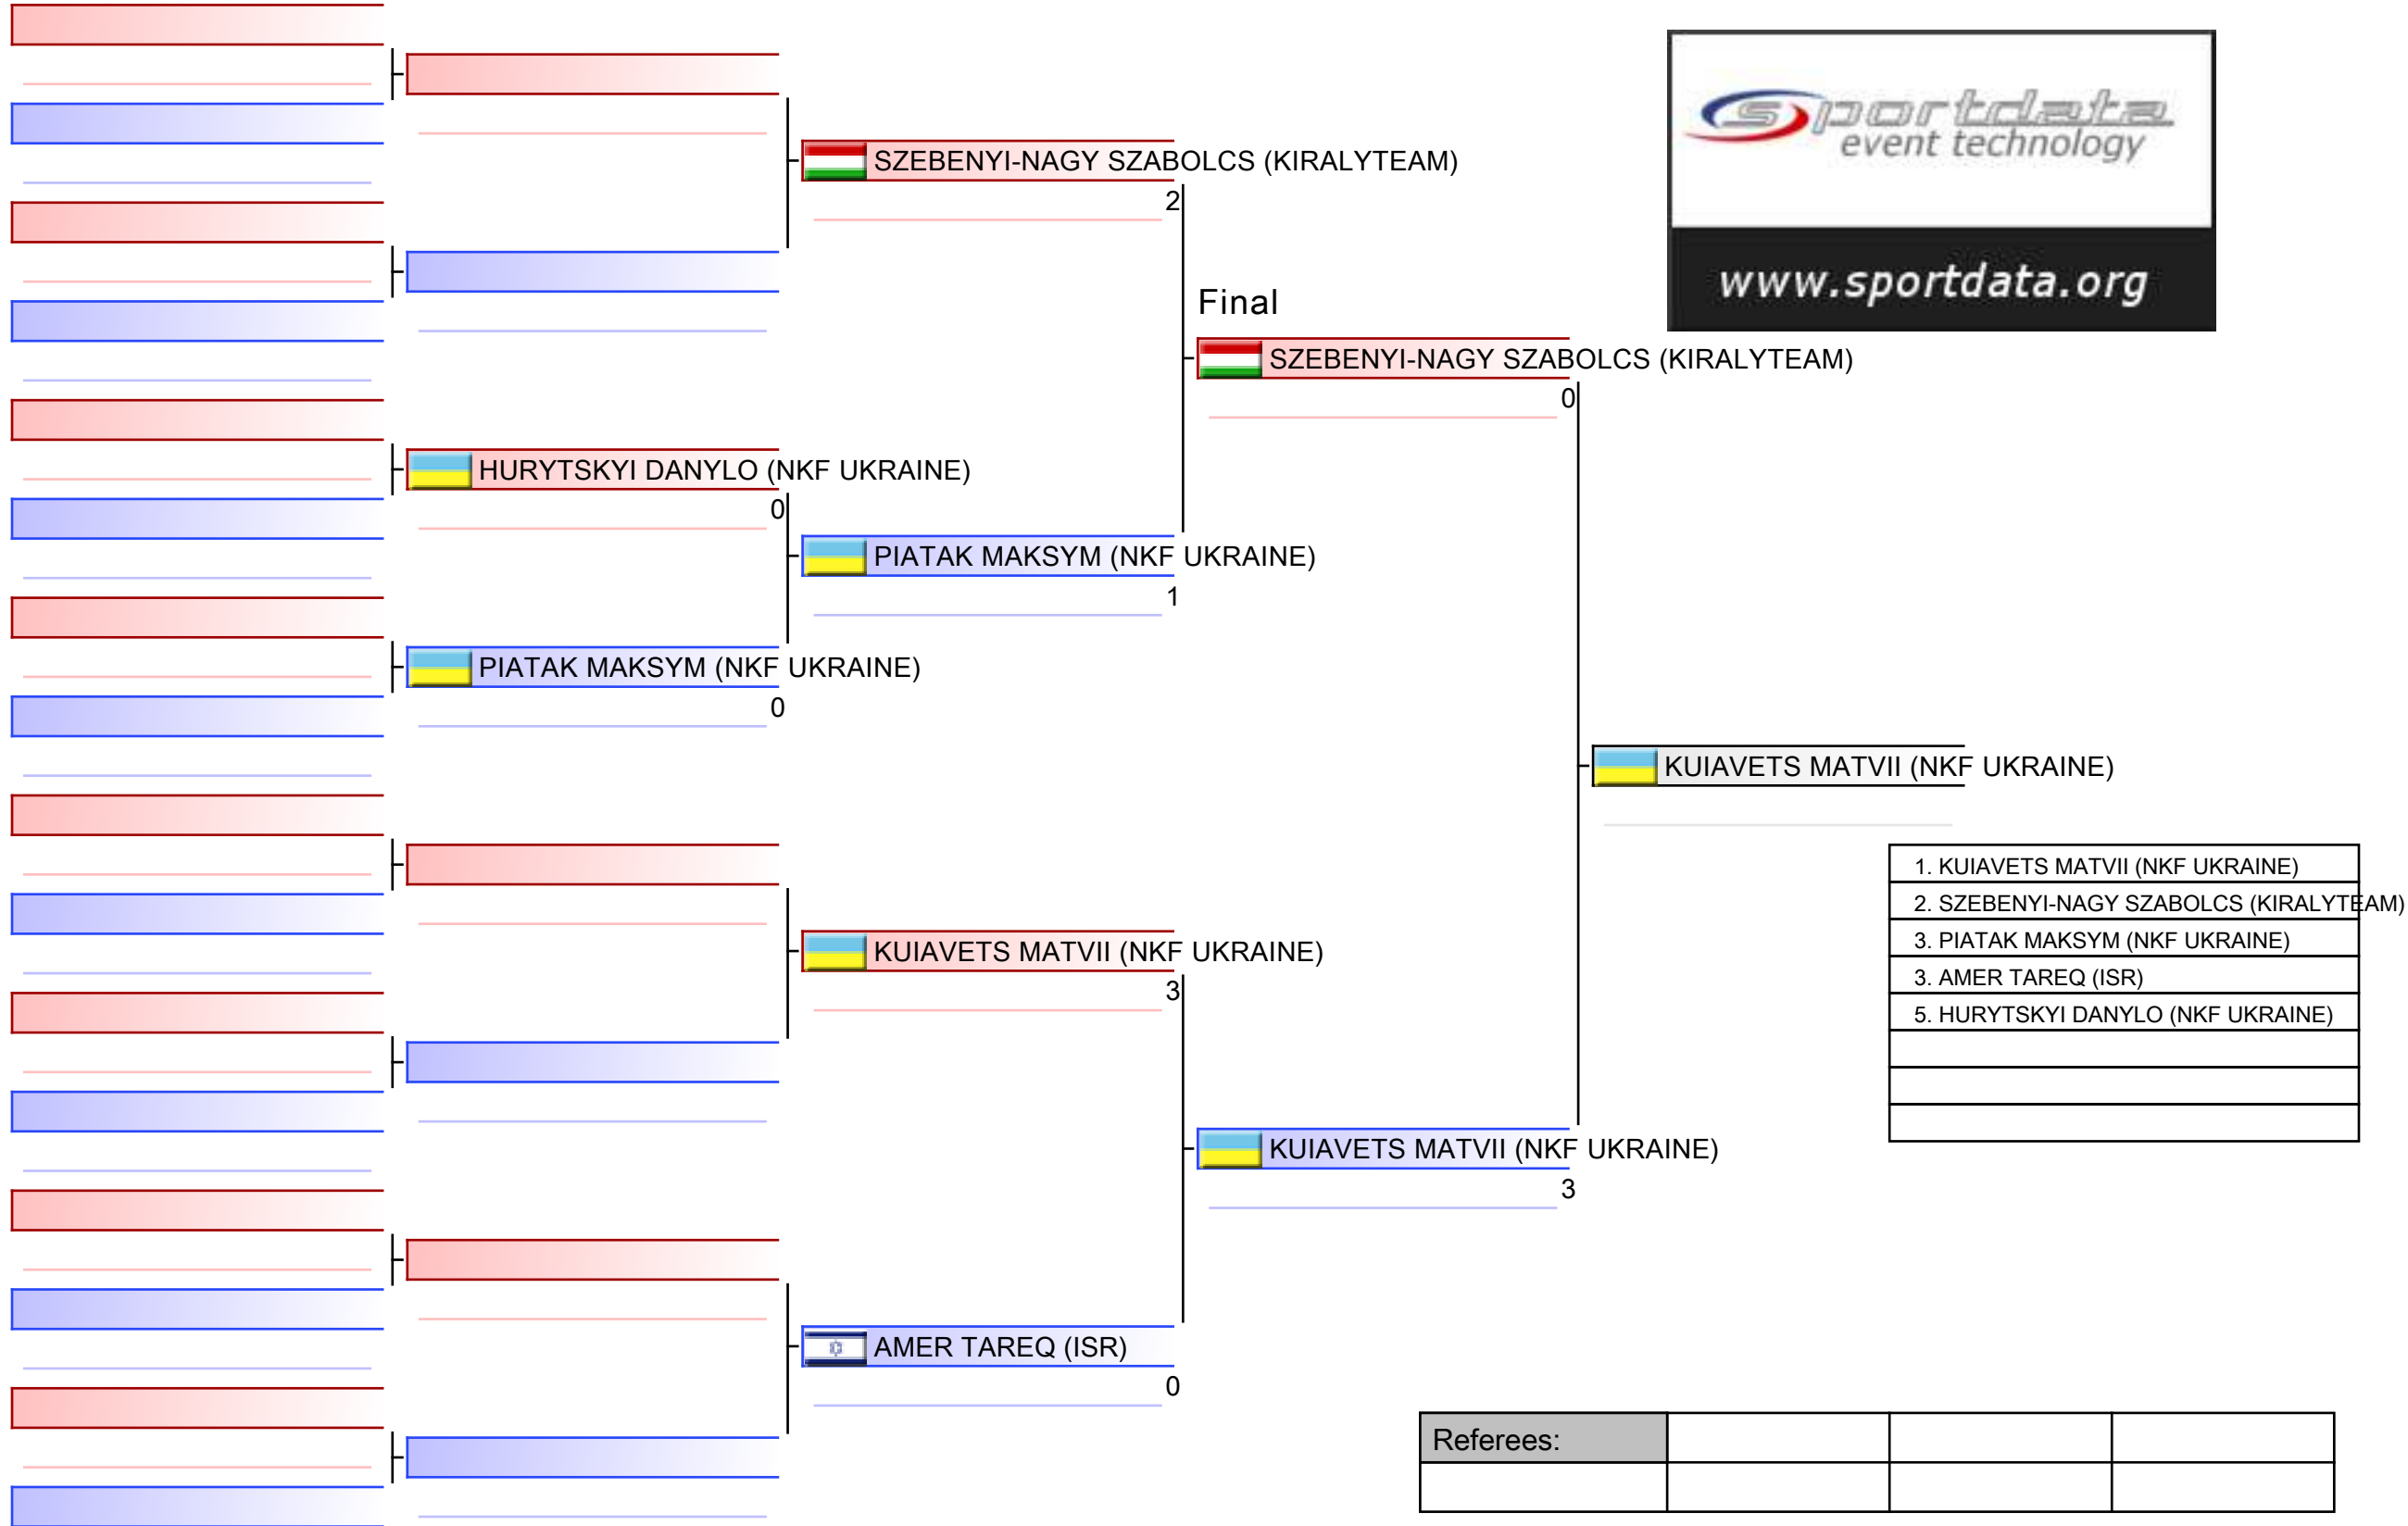 sportdata
event technology
www.sportdata.org
SZEBENYI-NAGY SZABOLCS (KIRALYTEAM)
2
Final
SZEBENYI-NAGY SZABOLCS (KIRALYTEAM)
0
HURYTSKYI DANYLO (NKF UKRAINE)
0
PIATAK MAKSYM (NKF UKRAINE)
1
PIATAK MAKSYM (NKF UKRAINE)
0
KUIAVETS MATVII (NKF UKRAINE)
1. KUIAVETS MATVII (NKF UKRAINE)
2. SZEBENYI-NAGY SZABOLCS (KIRALYTEAM)
3. PIATAK MAKSYM (NKF UKRAINE)
3. AMER TAREQ (ISR)
5. HURYTSKYI DANYLO (NKF UKRAINE)
KUIAVETS MATVII (NKF UKRAINE)
3
KUIAVETS MATVII (NKF UKRAINE)
3
AMER TAREQ (ISR)
0
Referees: